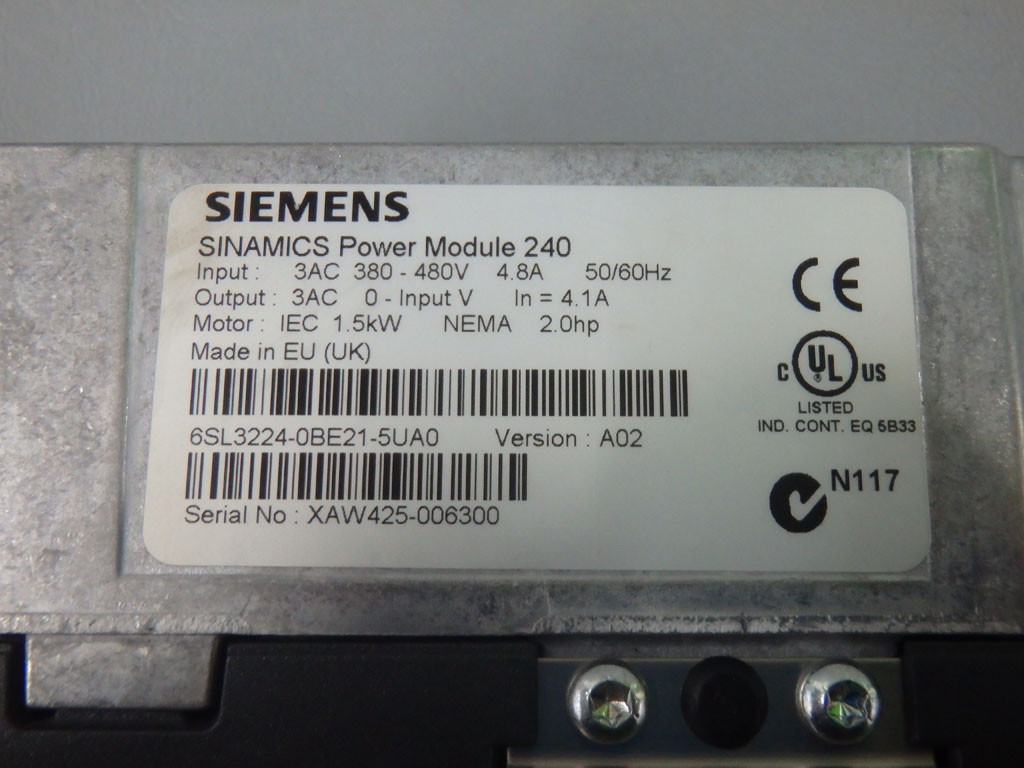 SIEMENS
SINAMICS Power Module 240
Input : 3AC 380 - 480V 4.8A 50/60Hz
Output : 3AC 0 - Input V In = 4.1A
Motor : IEC 1.5kW NEMA 2.0hp
Made in EU (UK)
6SL3224-0BE21-5UA0 Version : A02
Serial No : XAW425-006300
CE
C UL US
LISTED
IND. CONT. EQ 5B33
N117